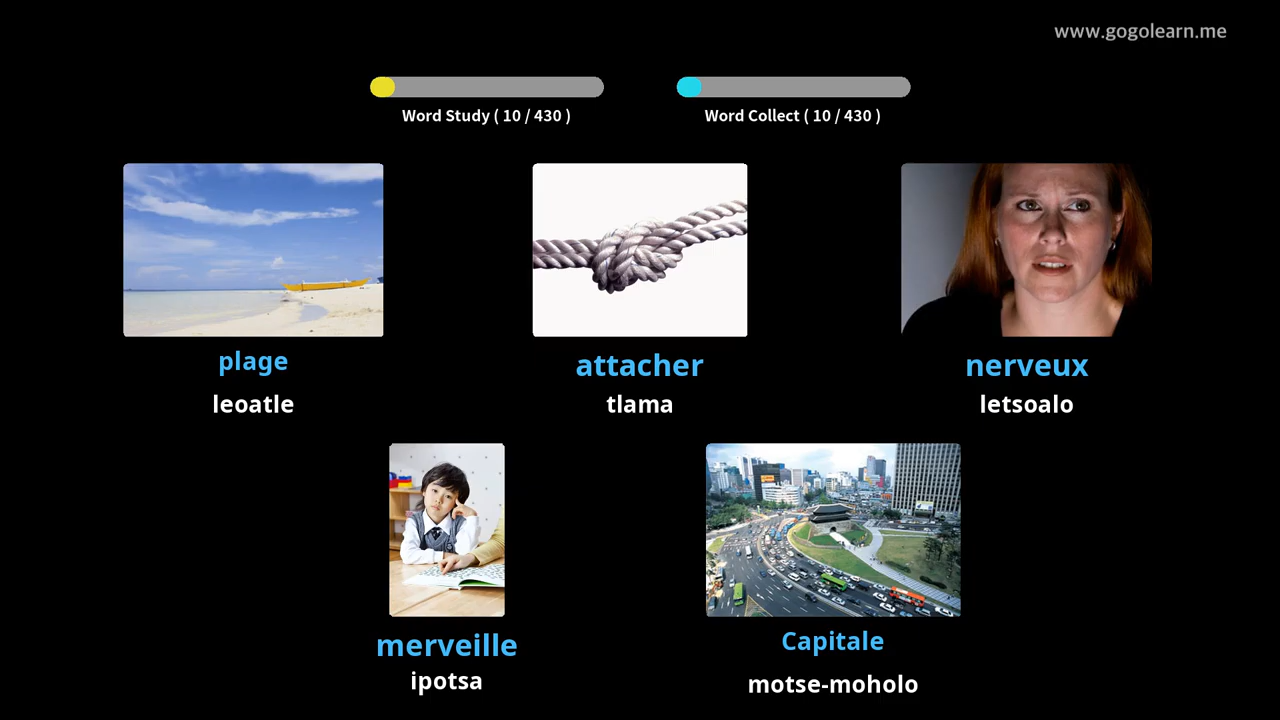 www.gogolearn.me
Word Study ( 10 / 430 )
Word Collect ( 10 / 430 )
plage
leoatle
attacher
tlama
nerveux
letsoalo
merveille
ipotsa
Capitale
motse-moholo